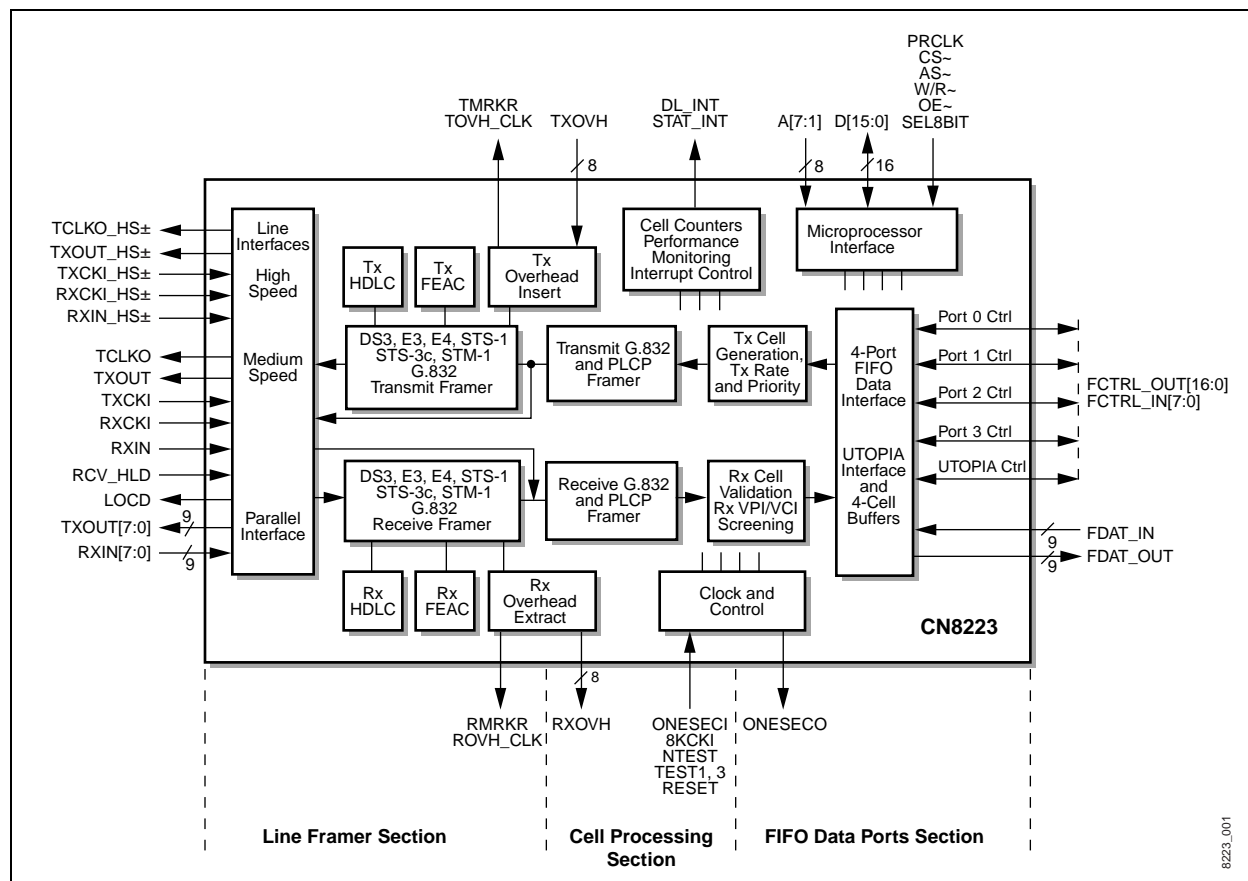 PRCLK
CS~
AS~
W/R~
OE~
SEL8BIT
TMRKR
TOVH_CLK
TXOVH
8
DL_INT
STAT_INT
A[7:1]
8
D[15:0]
16
TCLKO_HS±
TXOUT_HS±
TXCKI_HS±
RXCKI_HS±
RXIN_HS±
TCLKO
TXOUT
TXCKI
RXCKI
RXIN
RCV_HLD
LOCD
TXOUT[7:0]
9
RXIN[7:0]
9
Line
Interfaces
High
Speed
Medium
Speed
Parallel
Interface
Tx
HDLC
Tx
FEAC
Tx
Overhead
Insert
Cell Counters
Performance
Monitoring
Interrupt Control
Microprocessor
Interface
DS3, E3, E4, STS-1
STS-3c, STM-1
G.832
Transmit Framer
Transmit G.832
and PLCP
Framer
Tx Cell
Generation,
Tx Rate
and Priority
4-Port
FIFO
Data
Interface
UTOPIA
Interface
and
4-Cell
Buffers
Port 0 Ctrl
Port 1 Ctrl
Port 2 Ctrl
Port 3 Ctrl
UTOPIA Ctrl
FCTRL_OUT[16:0]
FCTRL_IN[7:0]
9
FDAT_IN
9
FDAT_OUT
DS3, E3, E4, STS-1
STS-3c, STM-1
G.832
Receive Framer
Receive G.832
and PLCP
Framer
Rx Cell
Validation
Rx VPI/VCI
Screening
Rx
HDLC
Rx
FEAC
Rx
Overhead
Extract
Clock and
Control
CN8223
RMRKR
ROVH_CLK
8
RXOVH
ONESECI
8KCKI
NTEST
TEST1, 3
RESET
ONESECO
Line Framer Section
Cell Processing
Section
FIFO Data Ports Section
8223_001